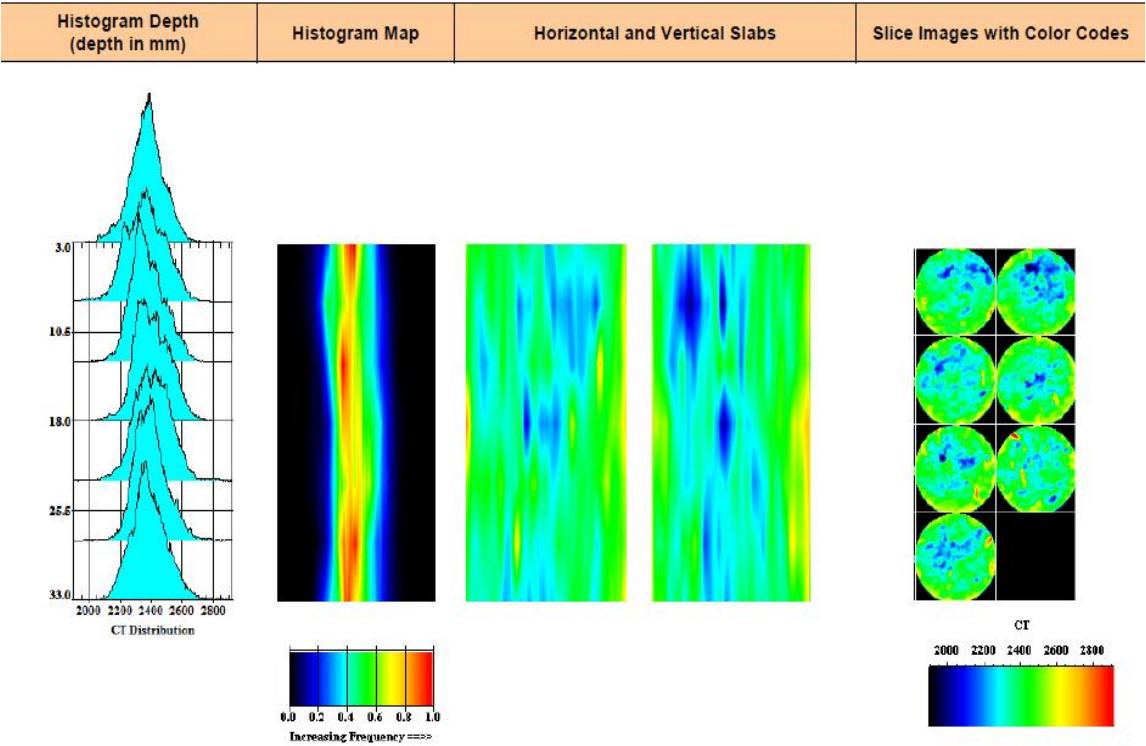 Histogram Depth
(depth in mm)
Histogram Map
Horizontal and Vertical Slabs
Slice Images with Color Codes
3.0
10.5
18.0
25.5
33.0
2000 2200 2400 2600 2800
CT Distribution
0.0 0.2 0.4 0.6 0.8 1.0
Increasing Frequency ==>>
CT
2000 2200 2400 2600 2800